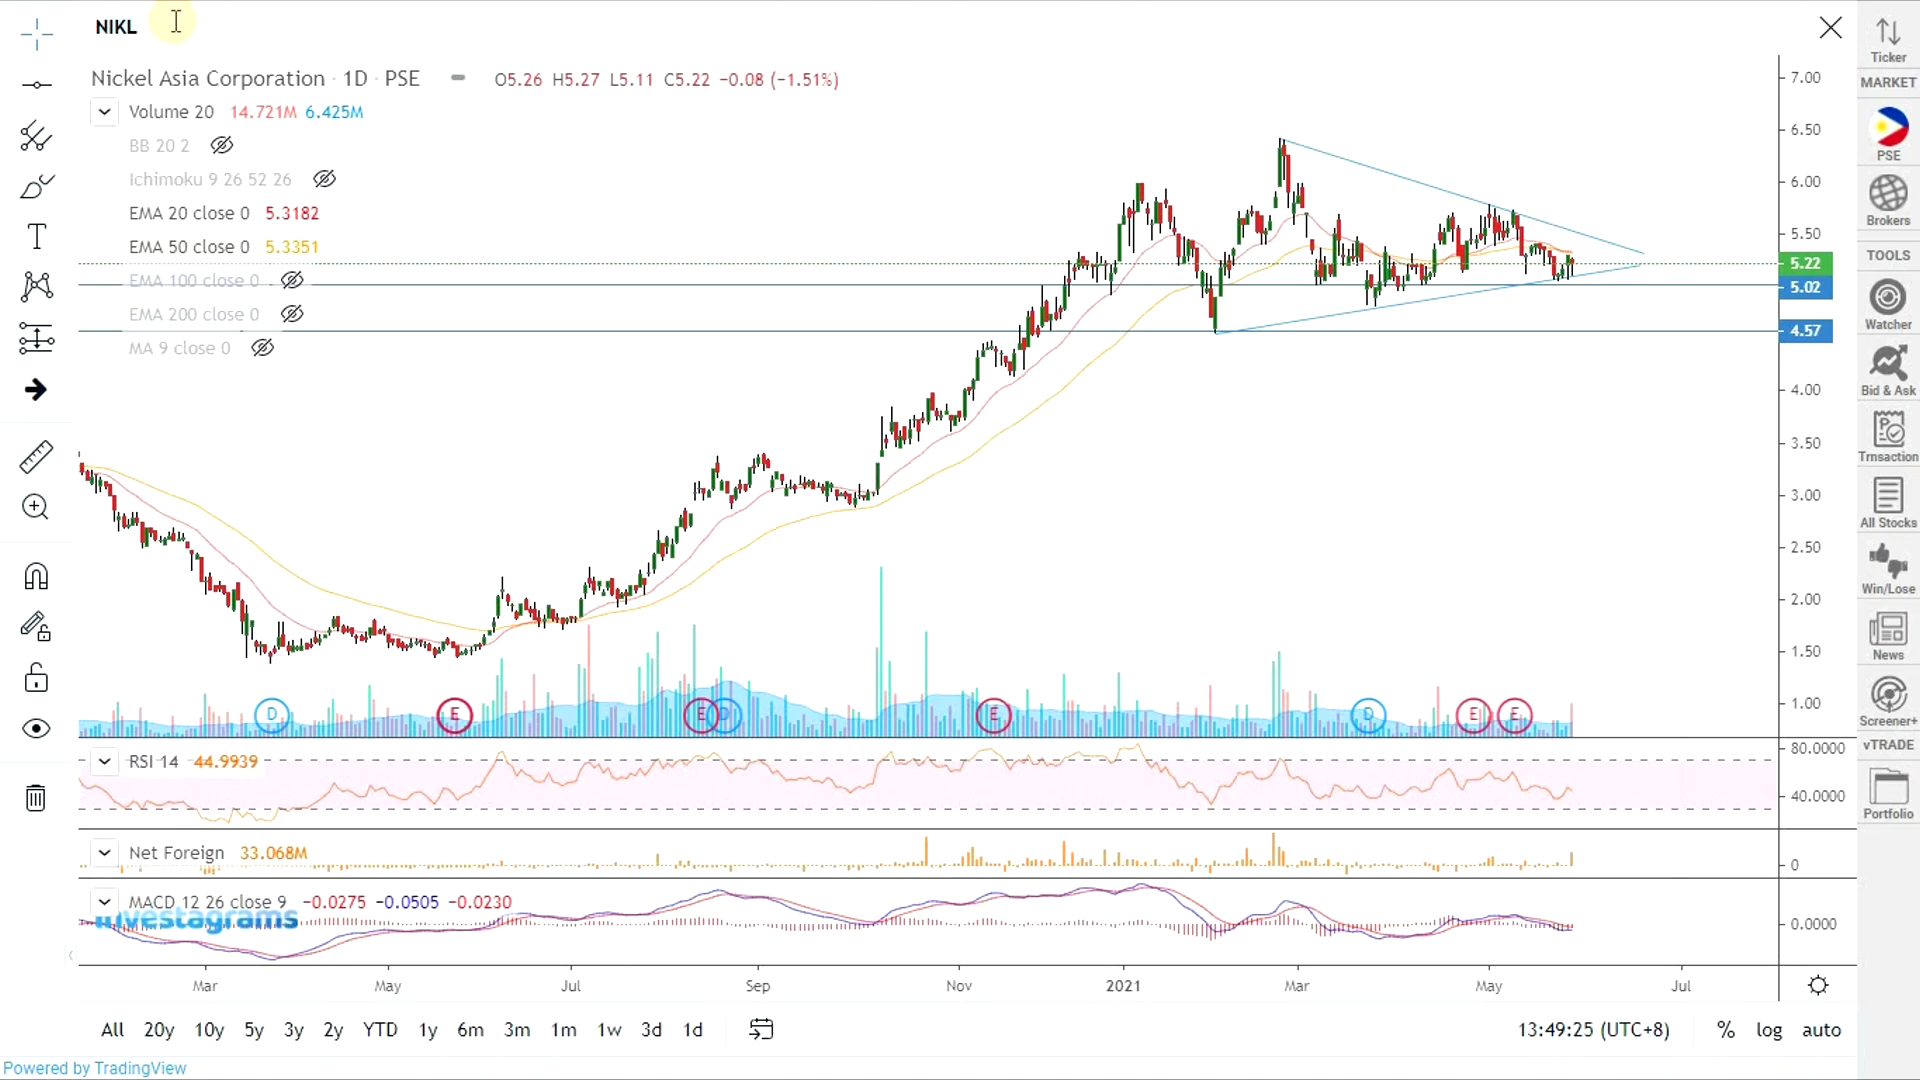 NIKL
Ticker
Nickel Asia Corporation · 1D · PSE O5.26 H5.27 L5.11 C5.22 −0.08 (−1.51%)
7.00
MARKET
Volume 20 14.721M 6.425M
6.50
BB 20 2
PSE
Ichimoku 9 26 52 26
6.00
EMA 20 close 0 5.3182
Brokers
5.50
EMA 50 close 0 5.3351
TOOLS
5.22
EMA 100 close 0
5.02
EMA 200 close 0
Watcher
4.57
MA 9 close 0
4.00
Bid & Ask
3.50
Trnsaction
3.00
All Stocks
2.50
Win/Lose
2.00
1.50
News
1.00
D E E D E D E E
Screener+
vTRADE
RSI 14 44.9939
80.0000
40.0000
Portfolio
Net Foreign 33.068M
0
MACD 12 26 close 9 −0.0275 −0.0505 −0.0230
investagrams
0.0000
Mar May Jul Sep Nov 2021 Mar May Jul
All 20y 10y 5y 3y 2y YTD 1y 6m 3m 1m 1w 3d 1d 13:49:25 (UTC+8) % log auto
Powered by TradingView